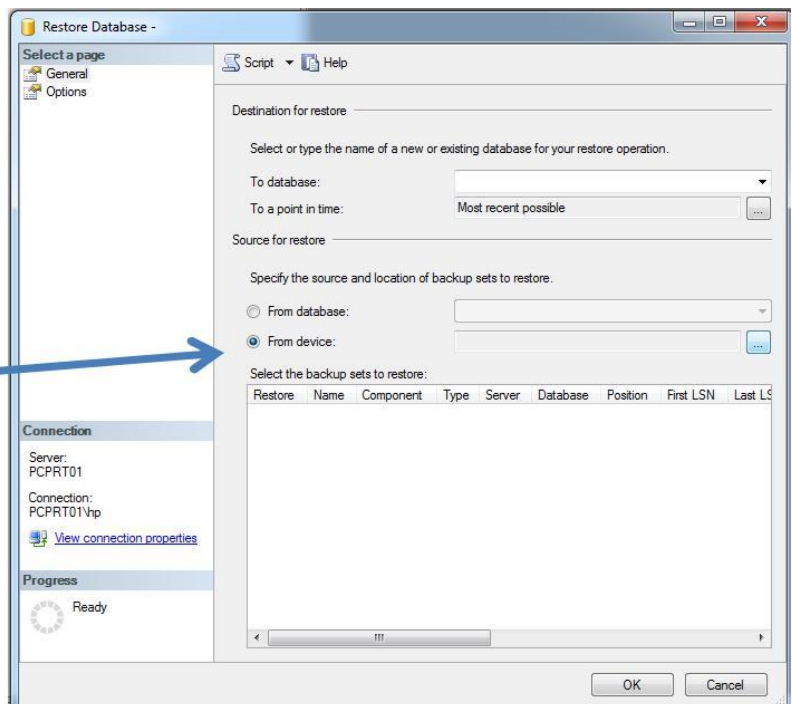 Restore Database -
Select a page
General
Options
Script Help
Destination for restore
Select or type the name of a new or existing database for your restore operation.
To database:
To a point in time: Most recent possible ...
Source for restore
Specify the source and location of backup sets to restore.
From database:
From device: ...
Select the backup sets to restore:
Restore Name Component Type Server Database Position First LSN Last LS
Connection
Server:
PCPRT01
Connection:
PCPRT01\hp
View connection properties
Progress
Ready
OK Cancel